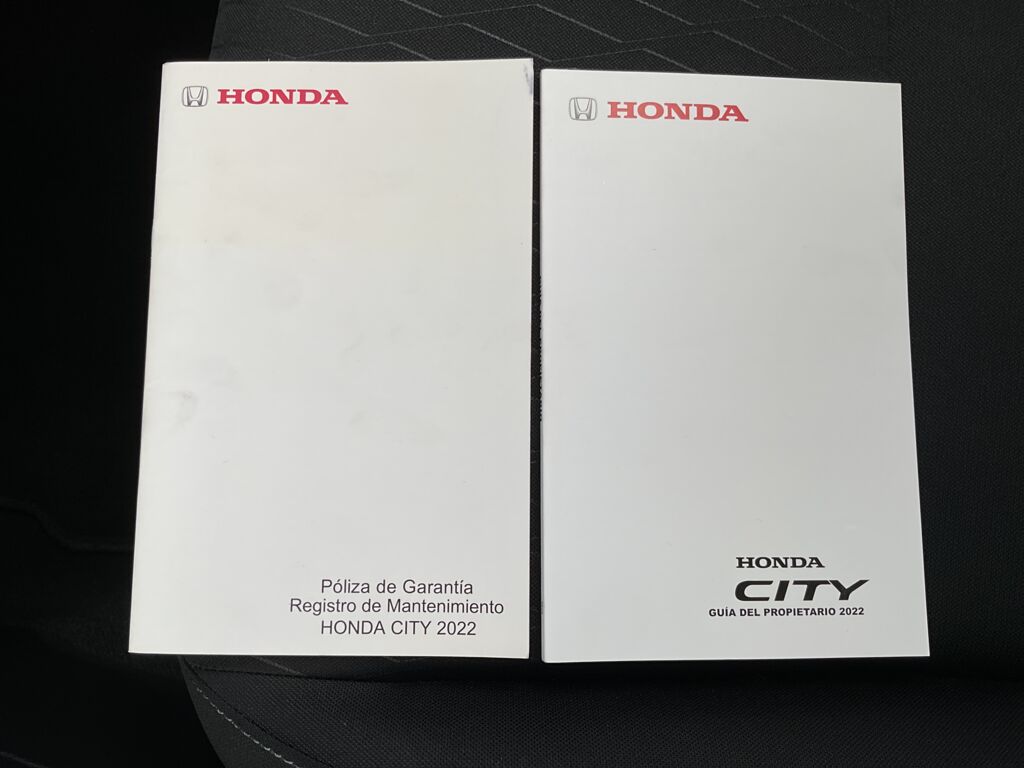 HONDA
Póliza de Garantía
Registro de Mantenimiento
HONDA CITY 2022
HONDA
HONDA
CITY
GUÍA DEL PROPIETARIO 2022